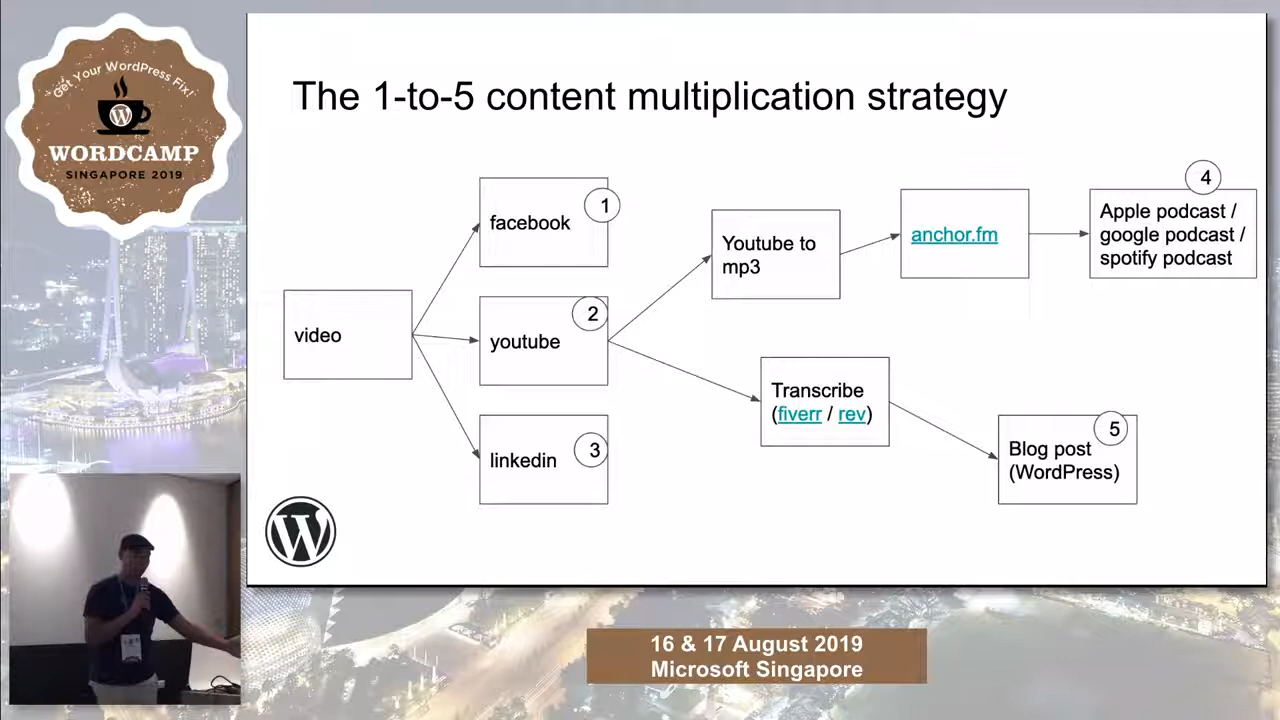 Get Your WordPress Fix!
WORDCAMP
SINGAPORE 2019
The 1-to-5 content multiplication strategy
video
facebook
1
youtube
2
linkedin
3
Youtube to
mp3
anchor.fm
4
Apple podcast /
google podcast /
spotify podcast
Transcribe
(fiverr / rev)
5
Blog post
(WordPress)
16 & 17 August 2019
Microsoft Singapore